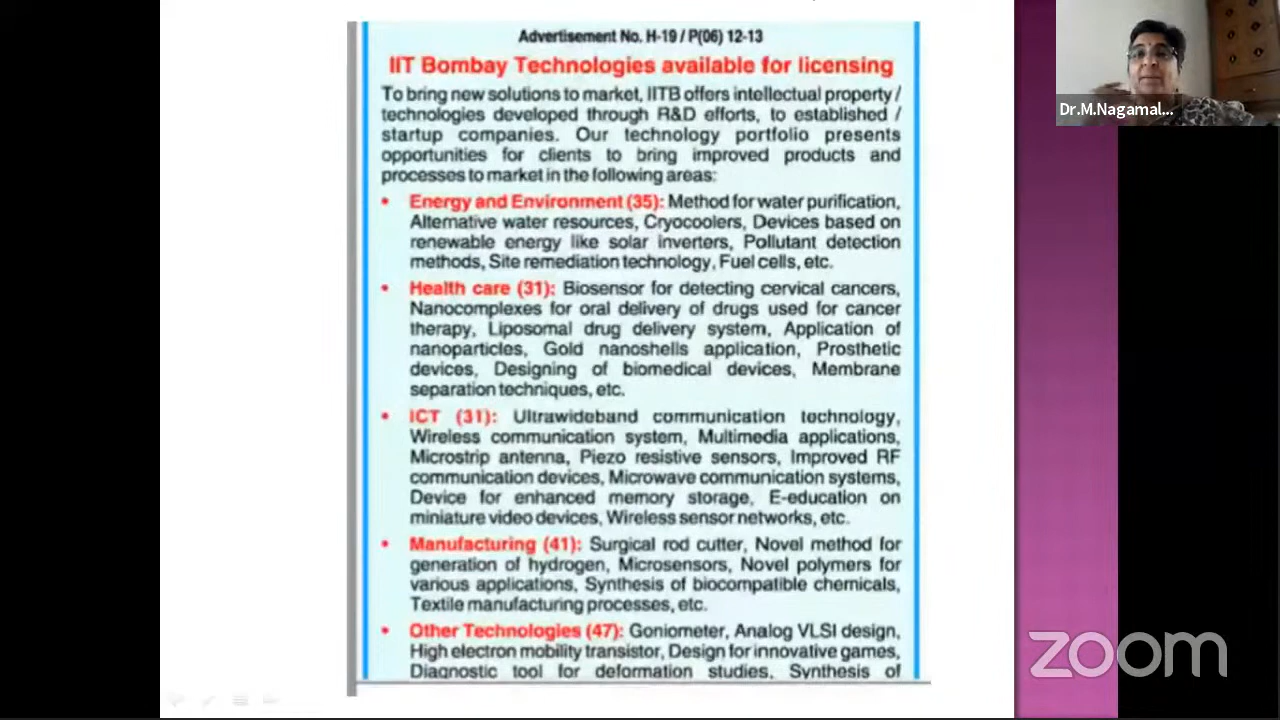 Advertisement No. H-19 / P(06) 12-13
IIT Bombay Technologies available for licensing
To bring new solutions to market, IITB offers intellectual property /
technologies developed through R&D efforts, to established /
startup companies. Our technology portfolio presents
opportunities for clients to bring improved products and
processes to market in the following areas:
• Energy and Environment (35): Method for water purification,
Alternative water resources, Cryocoolers, Devices based on
renewable energy like solar inverters, Pollutant detection
methods, Site remediation technology, Fuel cells, etc.
• Health care (31): Biosensor for detecting cervical cancers,
Nanocomplexes for oral delivery of drugs used for cancer
therapy, Liposomal drug delivery system, Application of
nanoparticles, Gold nanoshells application, Prosthetic
devices, Designing of biomedical devices, Membrane
separation techniques, etc.
• ICT (31): Ultrawideband communication technology,
Wireless communication system, Multimedia applications,
Microstrip antenna, Piezo resistive sensors, Improved RF
communication devices, Microwave communication systems,
Device for enhanced memory storage, E-education on
miniature video devices, Wireless sensor networks, etc.
• Manufacturing (41): Surgical rod cutter, Novel method for
generation of hydrogen, Microsensors, Novel polymers for
various applications, Synthesis of biocompatible chemicals,
Textile manufacturing processes, etc.
• Other Technologies (47): Goniometer, Analog VLSI design,
High electron mobility transistor, Design for innovative games,
Diagnostic tool for deformation studies, Synthesis of
Dr.M.Nagamal...
zoom